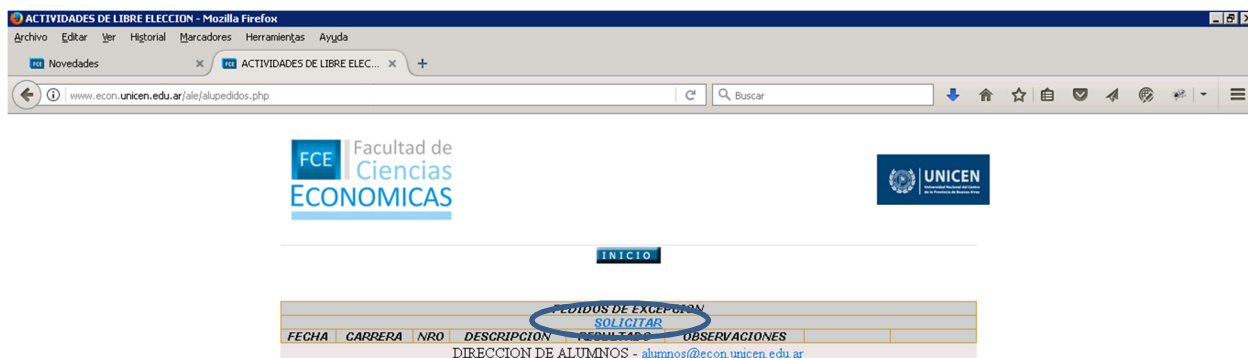 ACTIVIDADES DE LIBRE ELECCION - Mozilla Firefox
Archivo Editar Ver Historial Marcadores Herramientas Ayuda
FCE Novedades × FCE ACTIVIDADES DE LIBRE ELEC... × +
www.econ.unicen.edu.ar/ale/alupedidos.php Buscar
FCE Facultad de
Ciencias
ECONOMICAS
UNICEN
Universidad Nacional del Centro
de la Provincia de Buenos Aires
INICIO
PEDIDOS DE EXCEPCION
SOLICITAR
FECHA CARRERA NRO DESCRIPCION RESULTADO OBSERVACIONES
DIRECCION DE ALUMNOS - alumnos@econ.unicen.edu.ar